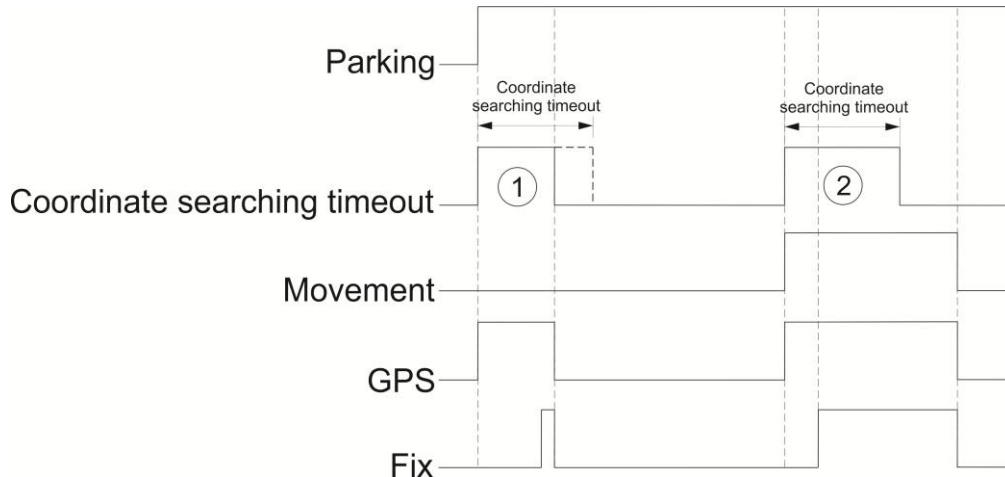 Parking
Coordinate
searching timeout
Coordinate
searching timeout
Coordinate searching timeout
1
2
Movement
GPS
Fix